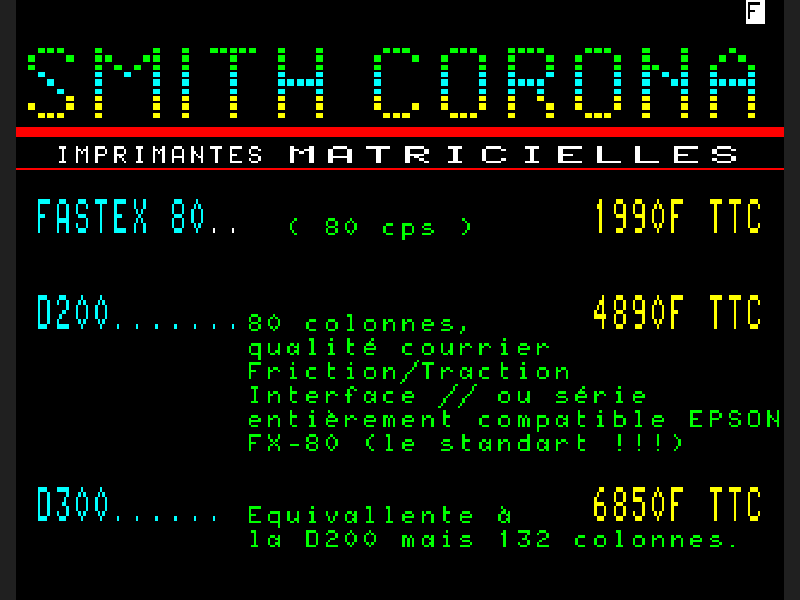 F
SMITH CORONA
IMPRIMANTES MATRICIELLES
FASTEX 80.. ( 80 cps ) 1990F TTC
D200.......80 colonnes, 4890F TTC
qualité courrier
Friction/Traction
Interface // ou série
entièrement compatible EPSON
FX-80 (le standart !!!)
D300...... Equivallente à 6850F TTC
la D200 mais 132 colonnes.